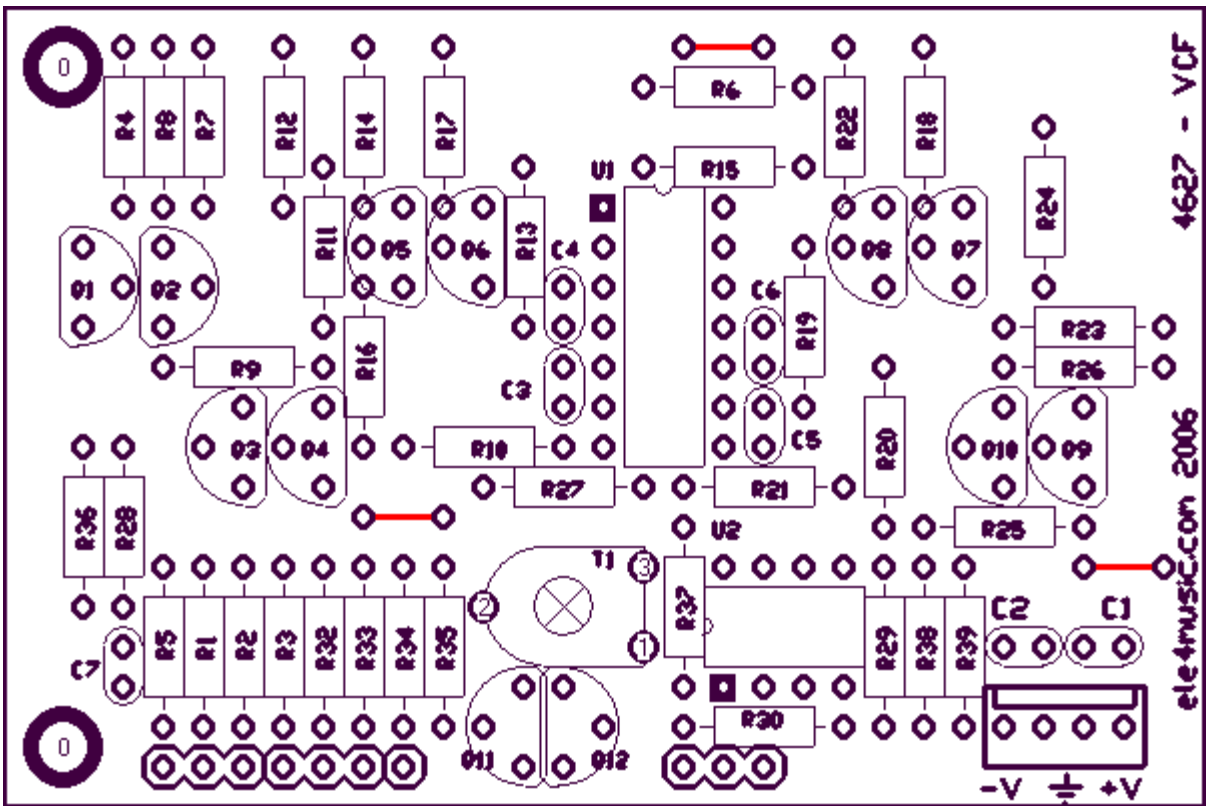 0
R4
R8
R7
R12
R14
R17
R6
R22
R18
4627 - VCF
U1
R15
R24
R11
Q5
Q6
R13
C4
Q8
Q7
Q1
Q2
C6
R19
R23
R9
R16
R26
C3
Q3
Q4
R10
C5
R20
Q10
Q9
R27
R21
R36
R28
R25
U2
T1
3
2
1
R37
C7
R5
R1
R2
R3
R32
R33
R34
R35
R29
R38
R39
C2
C1
ele4music.com 2006
0
Q11
Q12
R30
-V
+V